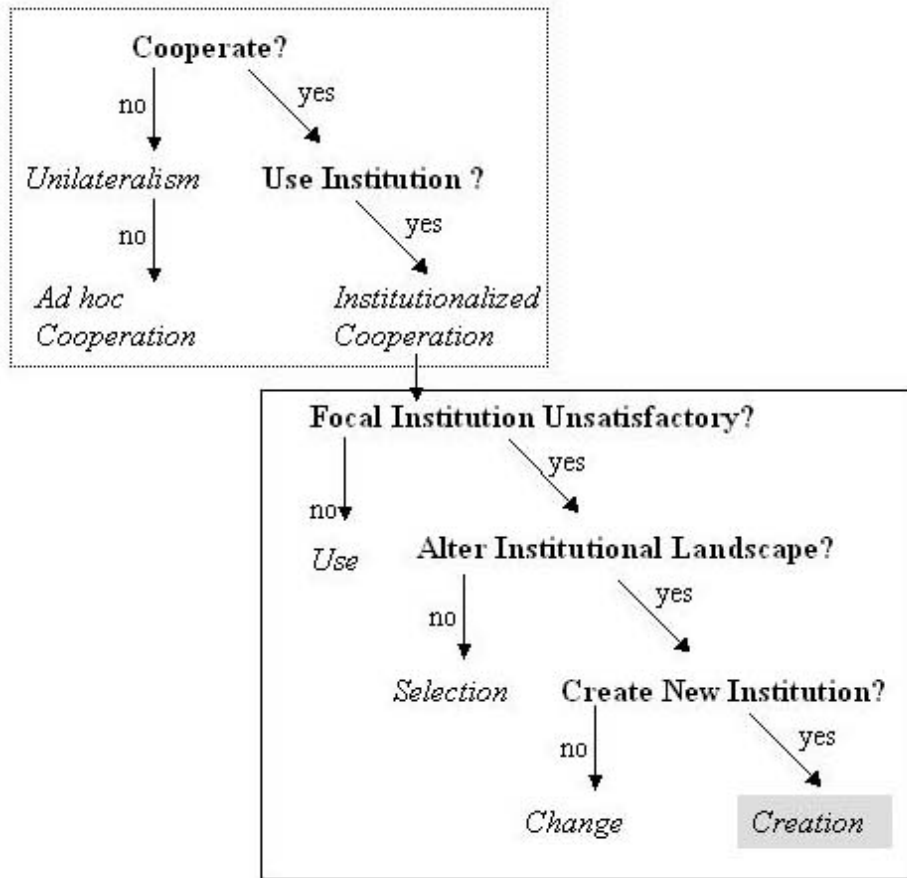 Cooperate?
no
yes
Unilateralism
Use Institution ?
no
yes
Ad hoc
Cooperation
Institutionalized
Cooperation
Focal Institution Unsatisfactory?
no
yes
Use
Alter Institutional Landscape?
no
yes
Selection
Create New Institution?
no
yes
Change
Creation